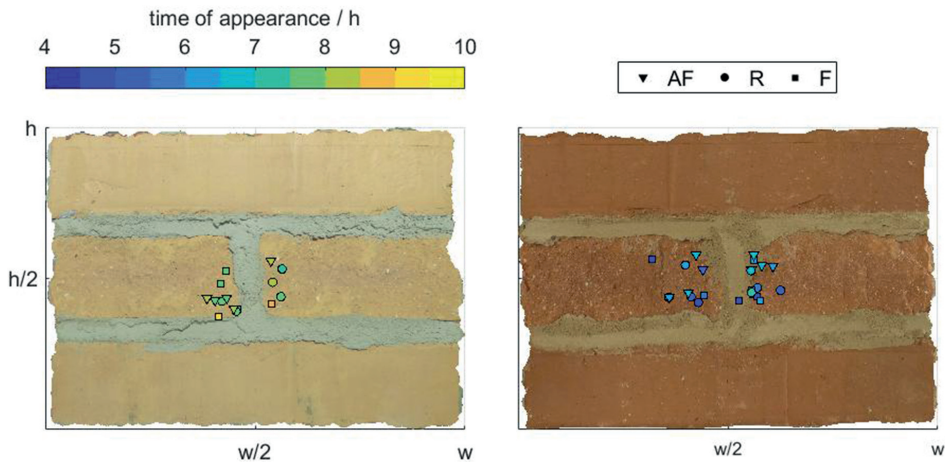 time of appearance / h
4 5 6 7 8 9 10
AF R F
h
h/2
w/2 w
w/2 w